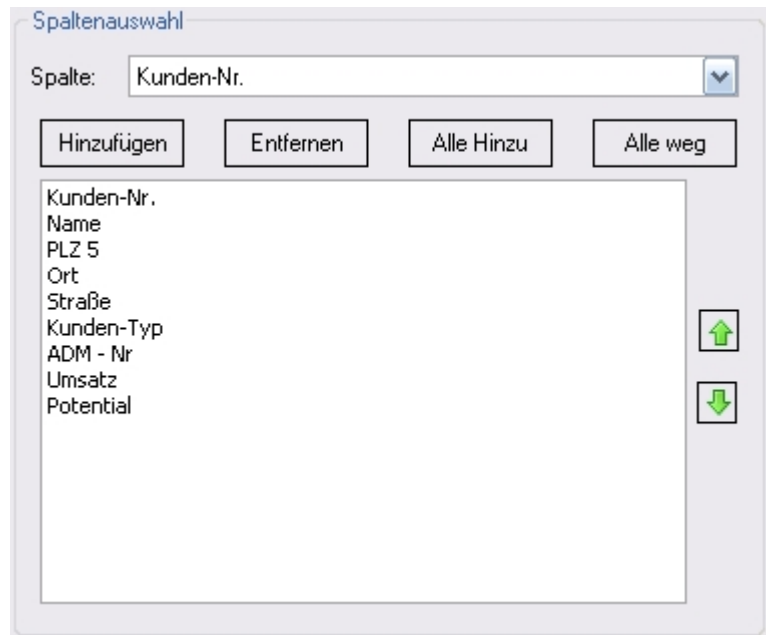 Spaltenauswahl
Spalte: Kunden-Nr.
Hinzufügen Entfernen Alle Hinzu Alle weg
Kunden-Nr.
Name
PLZ 5
Ort
Straße
Kunden-Typ
ADM - Nr
Umsatz
Potential